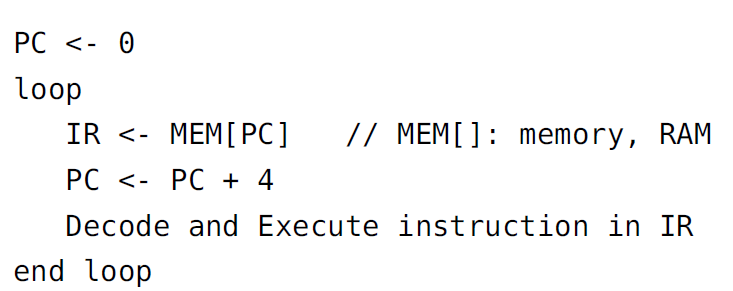 PC <- 0
loop
   IR <- MEM[PC]   // MEM[]: memory, RAM
   PC <- PC + 4
   Decode and Execute instruction in IR
end loop